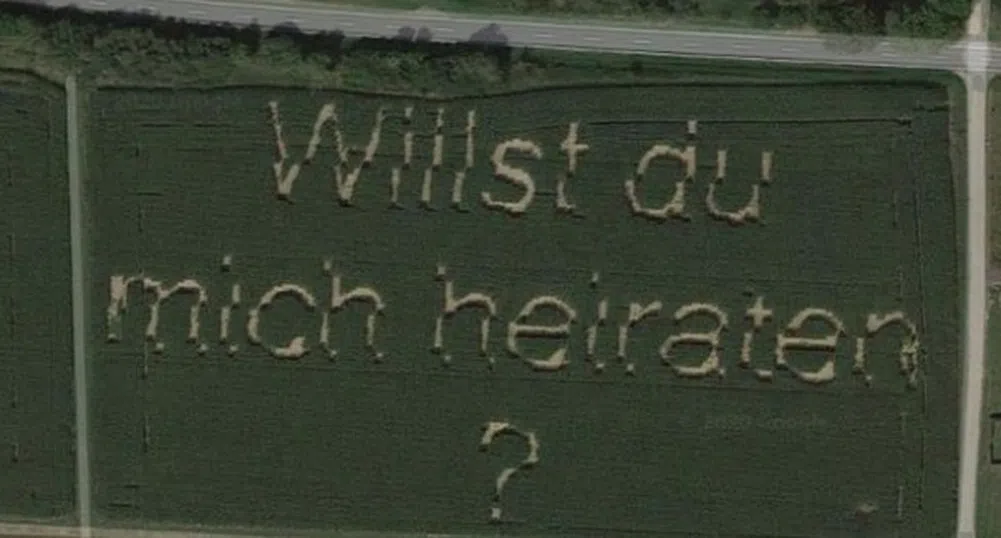 Willst du
mich heiraten
?